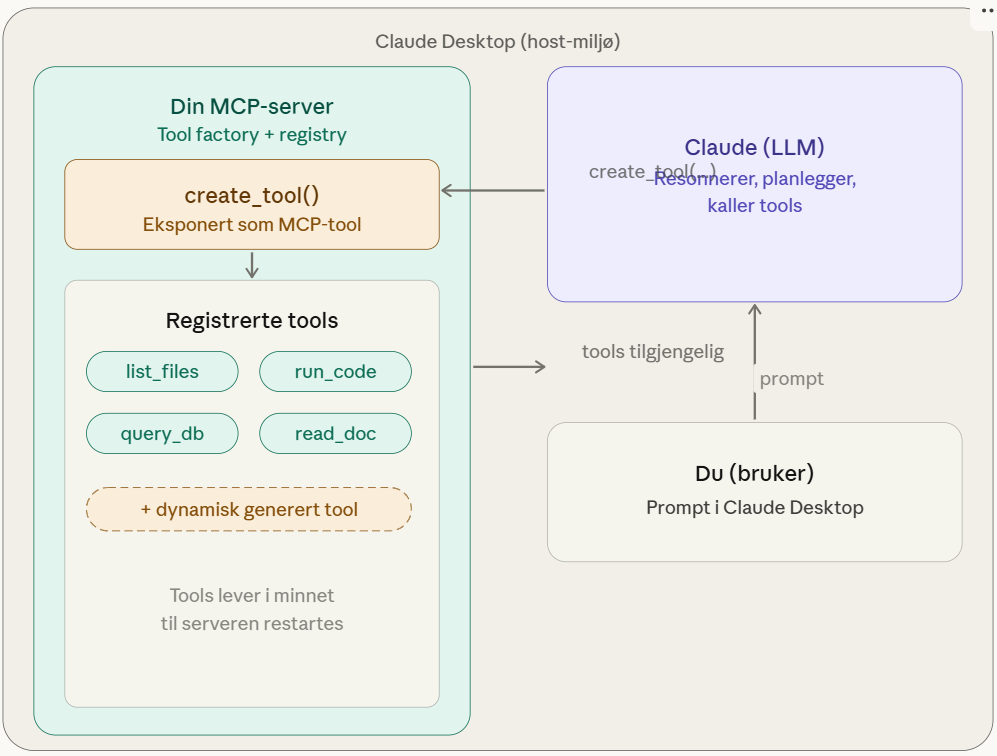 Claude Desktop (host-miljø)
Din MCP-server
Tool factory + registry
create_tool()
Eksponert som MCP-tool
Registrerte tools
list_files
run_code
query_db
read_doc
+ dynamisk generert tool
Tools lever i minnet
til serveren restartes
Claude (LLM)
create_tool(...)
Resonnerer, planlegger,
kaller tools
tools tilgjengelig
prompt
Du (bruker)
Prompt i Claude Desktop